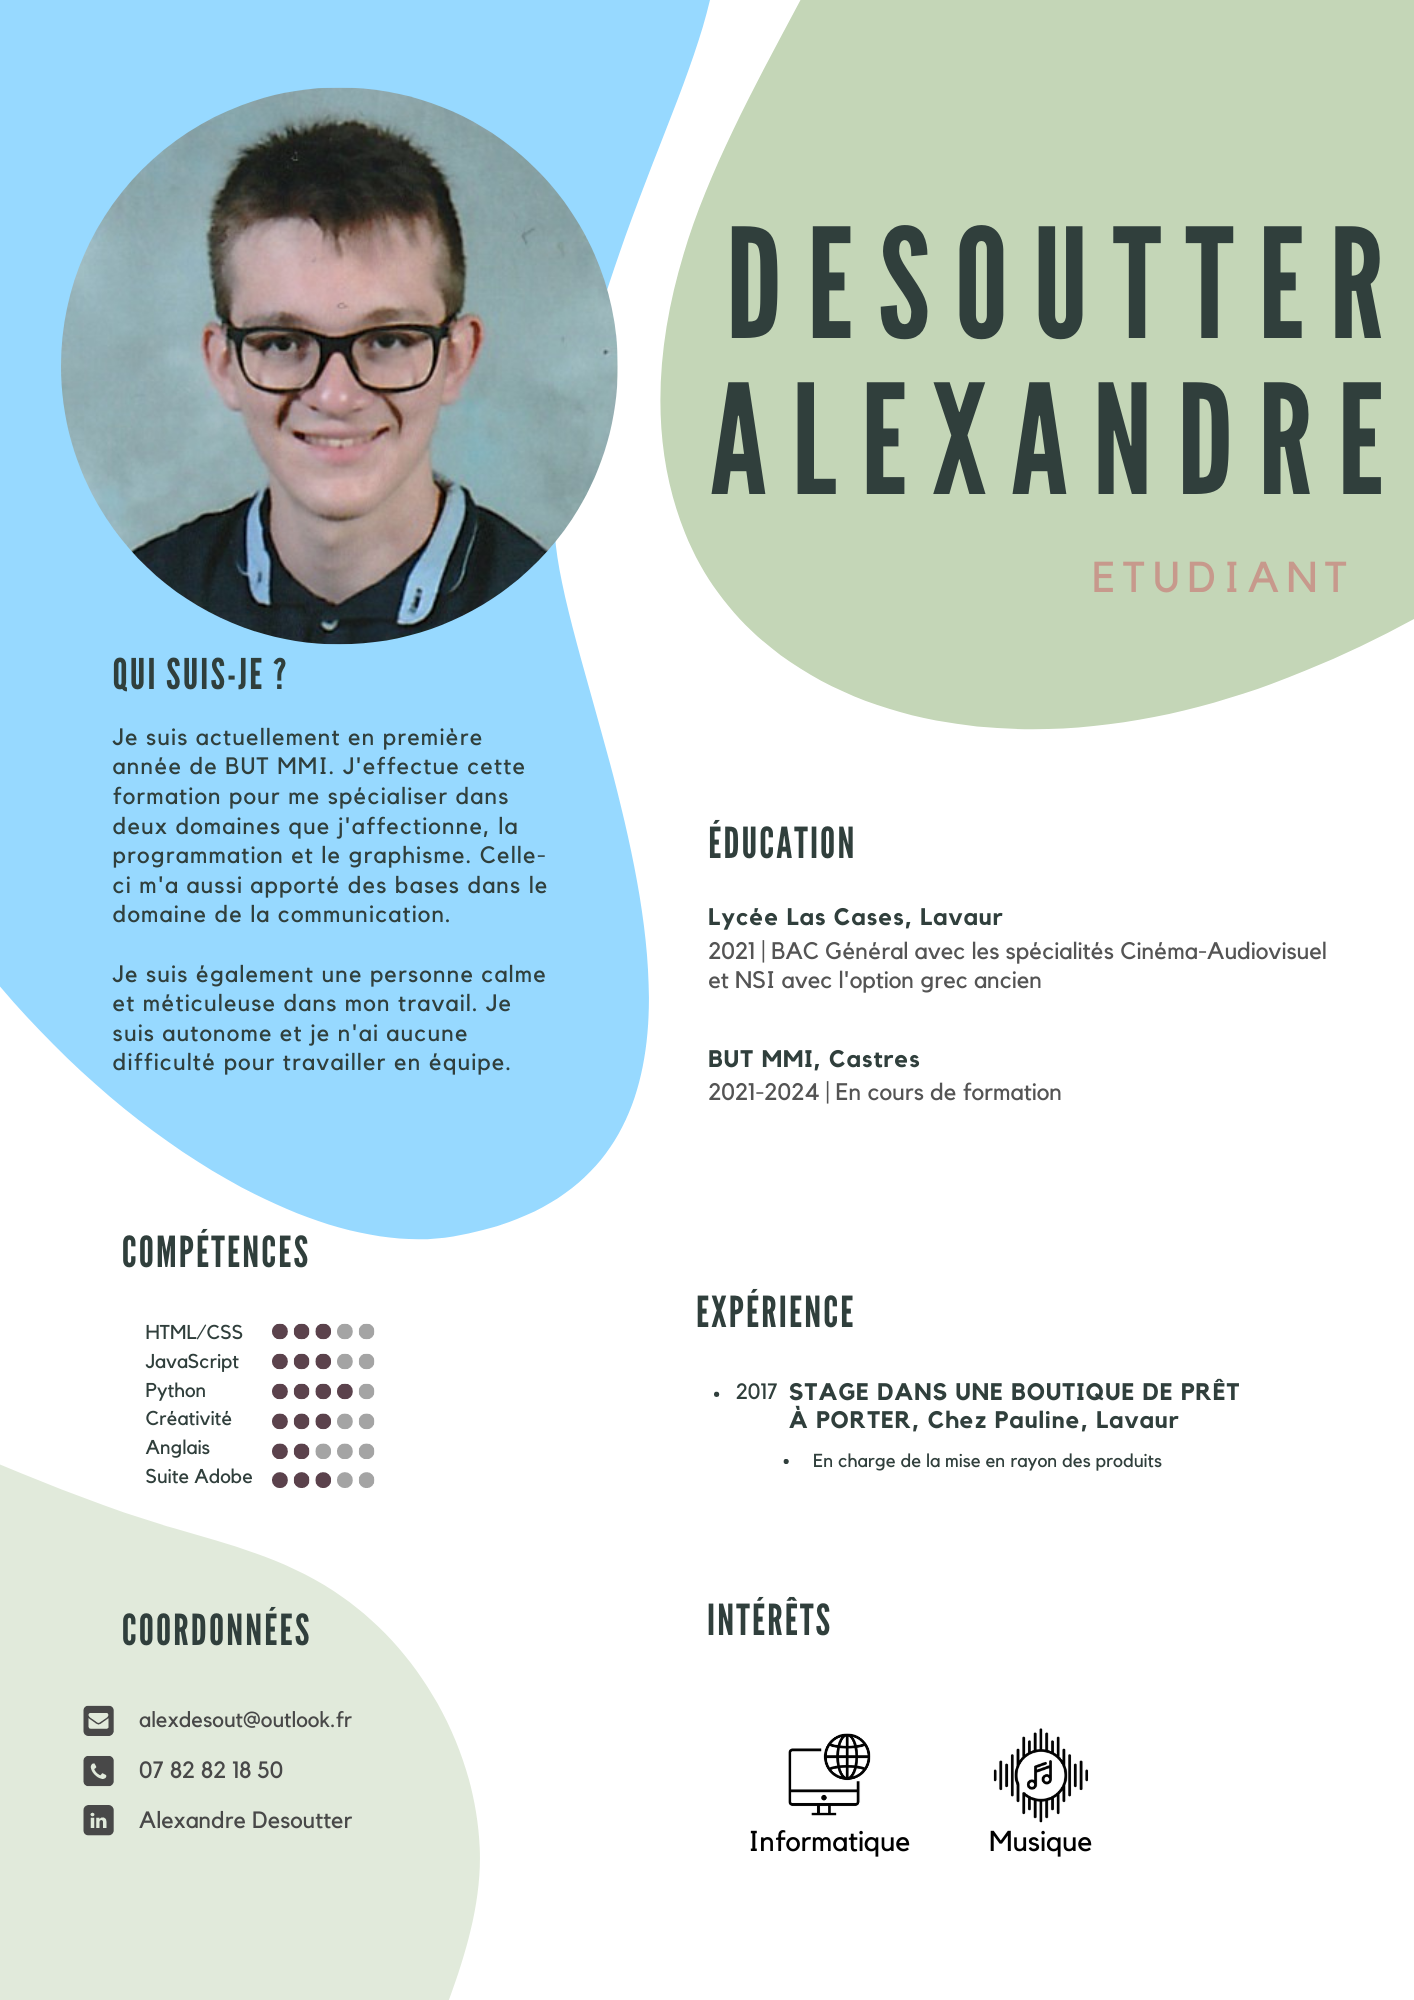 DESOUTTER
ALEXANDRE
ETUDIANT
QUI SUIS-JE ?
Je suis actuellement en première
année de BUT MMI. J'effectue cette
formation pour me spécialiser dans
deux domaines que j'affectionne, la
programmation et le graphisme. Celle-
ci m'a aussi apporté des bases dans le
domaine de la communication.
Je suis également une personne calme
et méticuleuse dans mon travail. Je
suis autonome et je n'ai aucune
difficulté pour travailler en équipe.
COMPÉTENCES
HTML/CSS
JavaScript
Python
Créativité
Anglais
Suite Adobe
COORDONNÉES
alexdesout@outlook.fr
07 82 82 18 50
in Alexandre Desoutter
ÉDUCATION
Lycée Las Cases, Lavaur
2021 | BAC Général avec les spécialités Cinéma-Audiovisuel
et NSI avec l'option grec ancien
BUT MMI, Castres
2021-2024 | En cours de formation
EXPÉRIENCE
• 2017 STAGE DANS UNE BOUTIQUE DE PRÊT
À PORTER, Chez Pauline, Lavaur
• En charge de la mise en rayon des produits
INTÉRÊTS
Informatique
Musique